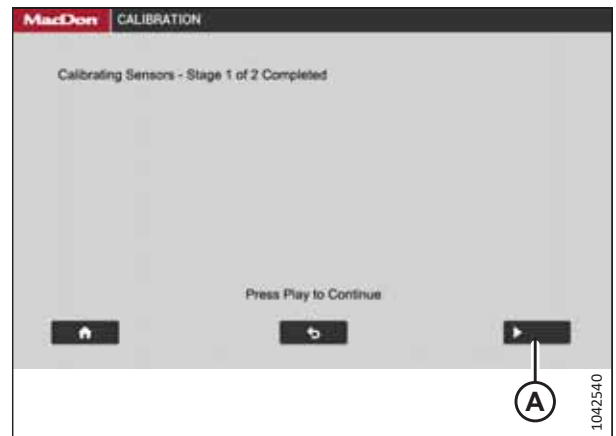 MacDon CALIBRATION
Calibrating Sensors - Stage 1 of 2 Completed
Press Play to Continue
A
1042540